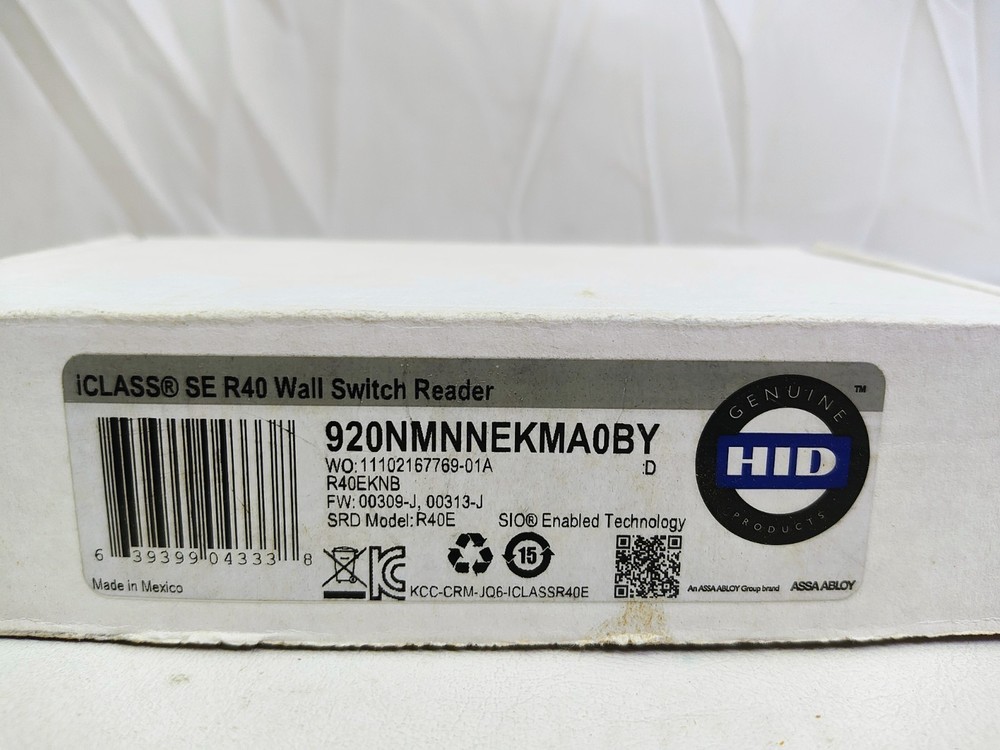 iCLASS® SE R40 Wall Switch Reader
920NMNNEKMA0BY
WO:11102167769-01A :D
R40EKNB
FW: 00309-J, 00313-J
SRD Model: R40E SIO® Enabled Technology
6 39399 04333 8
Made in Mexico
15
KCC-CRM-JQ6-ICLASSR40E
GENUINE
HID
PRODUCTS
™
An ASSA ABLOY Group brand ASSA ABLOY